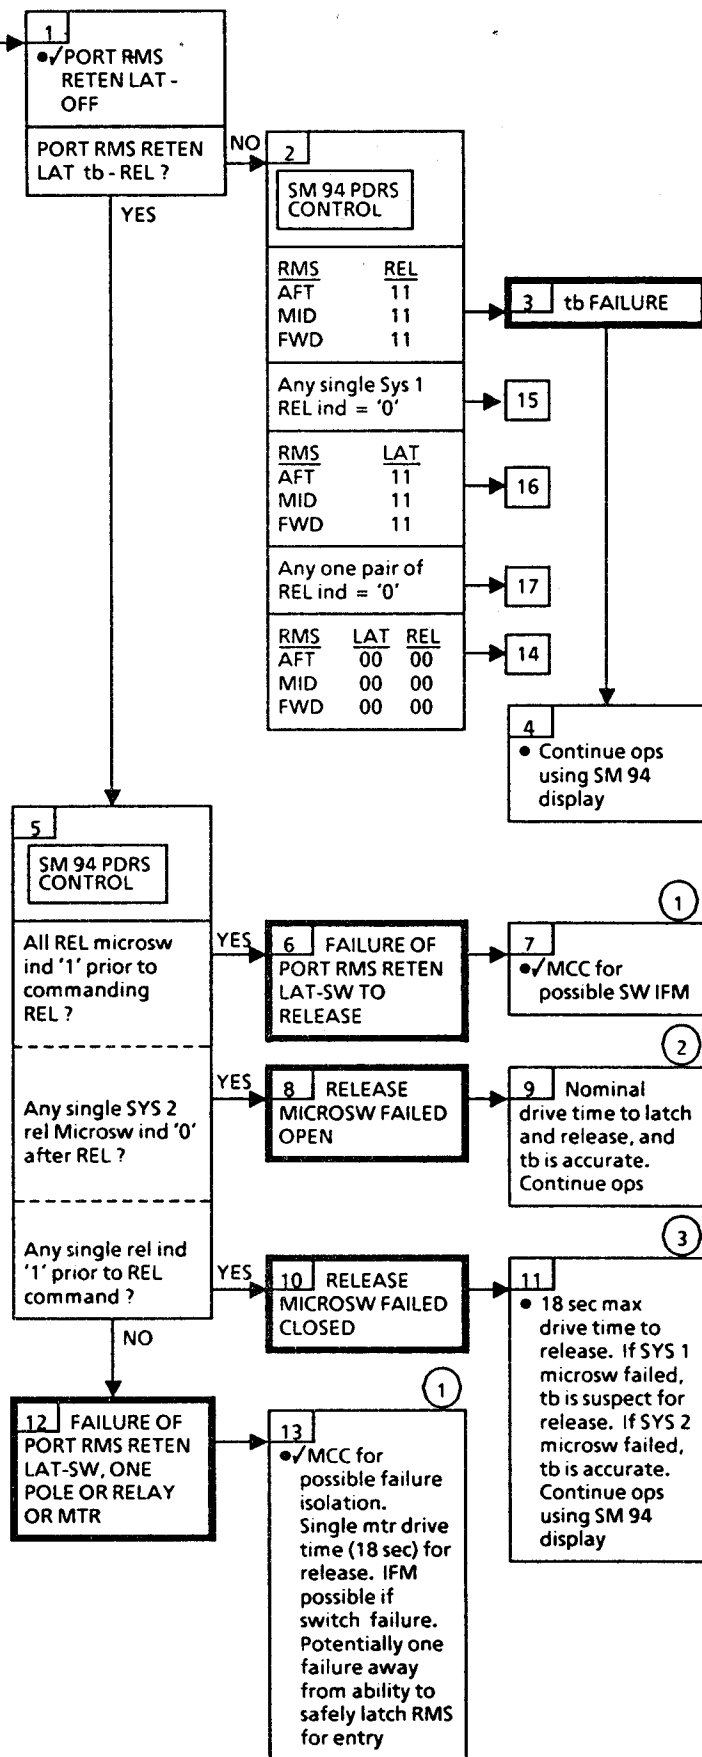 1
●✓PORT RMS
RETEN LAT -
OFF
PORT RMS RETEN
LAT tb - REL ?
NO
YES
2
SM 94 PDRS
CONTROL
RMS REL
AFT 11
MID 11
FWD 11
Any single Sys 1
REL ind = '0'
RMS LAT
AFT 11
MID 11
FWD 11
Any one pair of
REL ind = '0'
RMS LAT REL
AFT 00 00
MID 00 00
FWD 00 00
3 tb FAILURE
15
16
17
14
4
● Continue ops
using SM 94
display
5
SM 94 PDRS
CONTROL
All REL microsw
ind '1' prior to
commanding
REL ?
YES
6 FAILURE OF
PORT RMS RETEN
LAT-SW TO
RELEASE
1
7
●✓MCC for
possible SW IFM
Any single SYS 2
rel Microsw ind '0'
after REL ?
YES
8 RELEASE
MICROSW FAILED
OPEN
2
9 Nominal
drive time to latch
and release, and
tb is accurate.
Continue ops
Any single rel ind
'1' prior to REL
command ?
YES
10 RELEASE
MICROSW FAILED
CLOSED
3
11
● 18 sec max
drive time to
release. If SYS 1
microsw failed,
tb is suspect for
release. If SYS 2
microsw failed,
tb is accurate.
Continue ops
using SM 94
display
NO
12 FAILURE OF
PORT RMS RETEN
LAT-SW, ONE
POLE OR RELAY
OR MTR
1
13
●✓MCC for
possible failure
isolation.
Single mtr drive
time (18 sec) for
release. IFM
possible if
switch failure.
Potentially one
failure away
from ability to
safely latch RMS
for entry